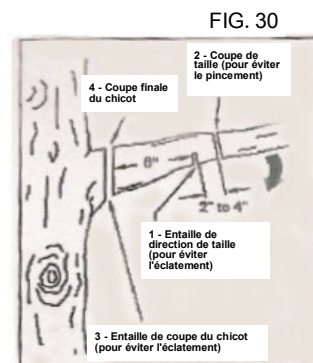 FIG. 30
2 - Coupe de
taille (pour éviter
le pincement)
4 - Coupe finale
du chicot
6"
2" to 4"
1 - Entaille de
direction de taille
(pour éviter
l'éclatement)
3 - Entaille de coupe du chicot
(pour éviter l'éclatement)